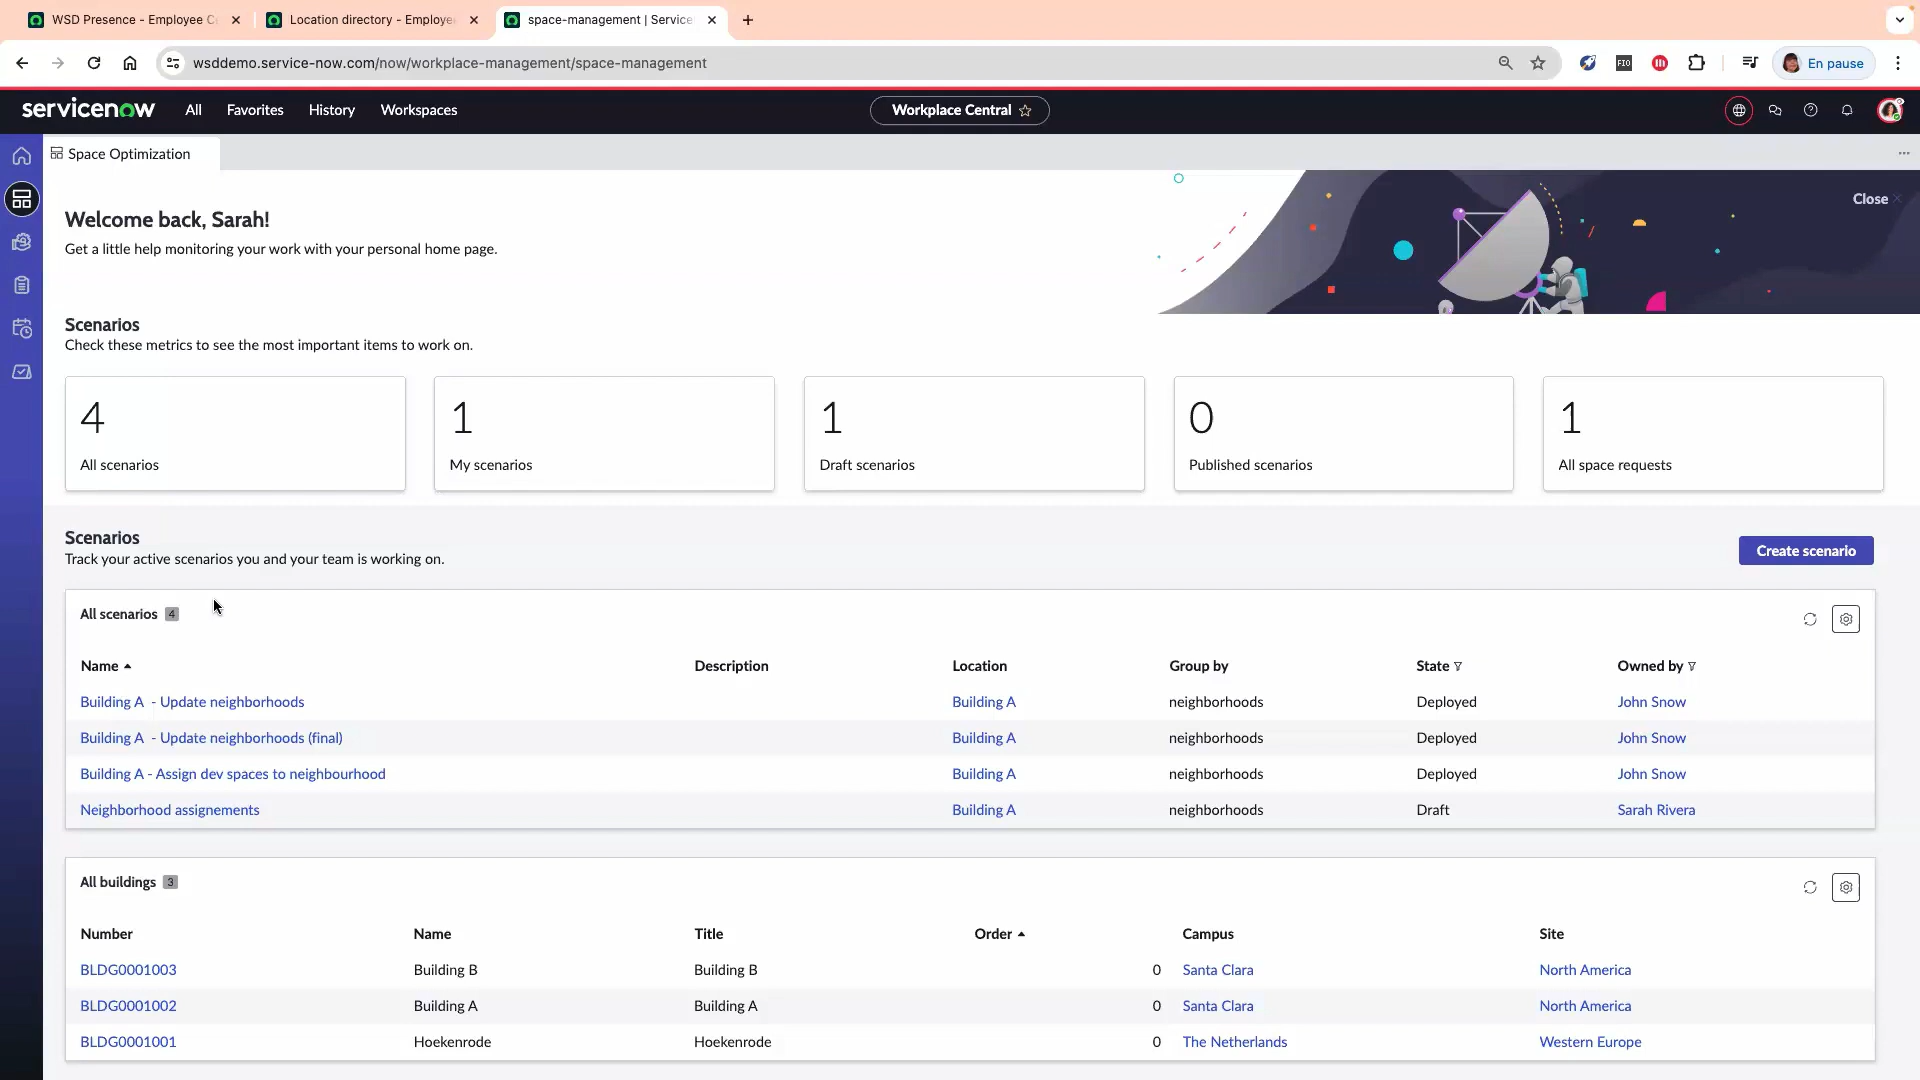 WSD Presence - Employee C
Location directory - Employee
space-management | Service
wsddemo.service-now.com/now/workplace-management/space-management
FIO
En pause
servicenow
All
Favorites
History
Workspaces
Workplace Central
Space Optimization
Close
Welcome back, Sarah!
Get a little help monitoring your work with your personal home page.
Scenarios
Check these metrics to see the most important items to work on.
4
All scenarios
1
My scenarios
1
Draft scenarios
0
Published scenarios
1
All space requests
Scenarios
Track your active scenarios you and your team is working on.
Create scenario
All scenarios 4
Name Description Location Group by State Owned by
Building A - Update neighborhoods Building A neighborhoods Deployed John Snow
Building A - Update neighborhoods (final) Building A neighborhoods Deployed John Snow
Building A - Assign dev spaces to neighbourhood Building A neighborhoods Deployed John Snow
Neighborhood assignements Building A neighborhoods Draft Sarah Rivera
All buildings 3
Number Name Title Order Campus Site
BLDG0001003 Building B Building B 0 Santa Clara North America
BLDG0001002 Building A Building A 0 Santa Clara North America
BLDG0001001 Hoekenrode Hoekenrode 0 The Netherlands Western Europe